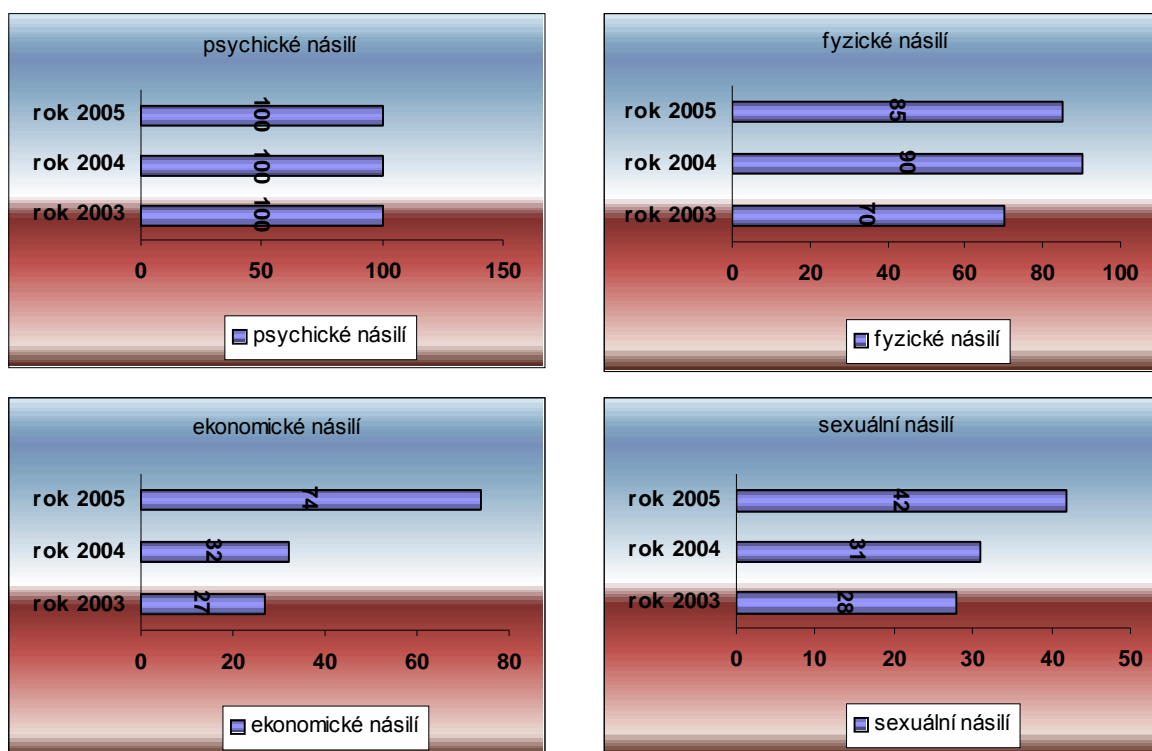 psychické násilí
rok 2005
100
rok 2004
100
rok 2003
100
0 50 100 150
psychické násilí
fyzické násilí
rok 2005
85
rok 2004
90
rok 2003
70
0 20 40 60 80 100
fyzické násilí
ekonomické násilí
rok 2005
74
rok 2004
32
rok 2003
27
0 20 40 60 80
ekonomické násilí
sexuální násilí
rok 2005
42
rok 2004
31
rok 2003
28
0 10 20 30 40 50
sexuální násilí